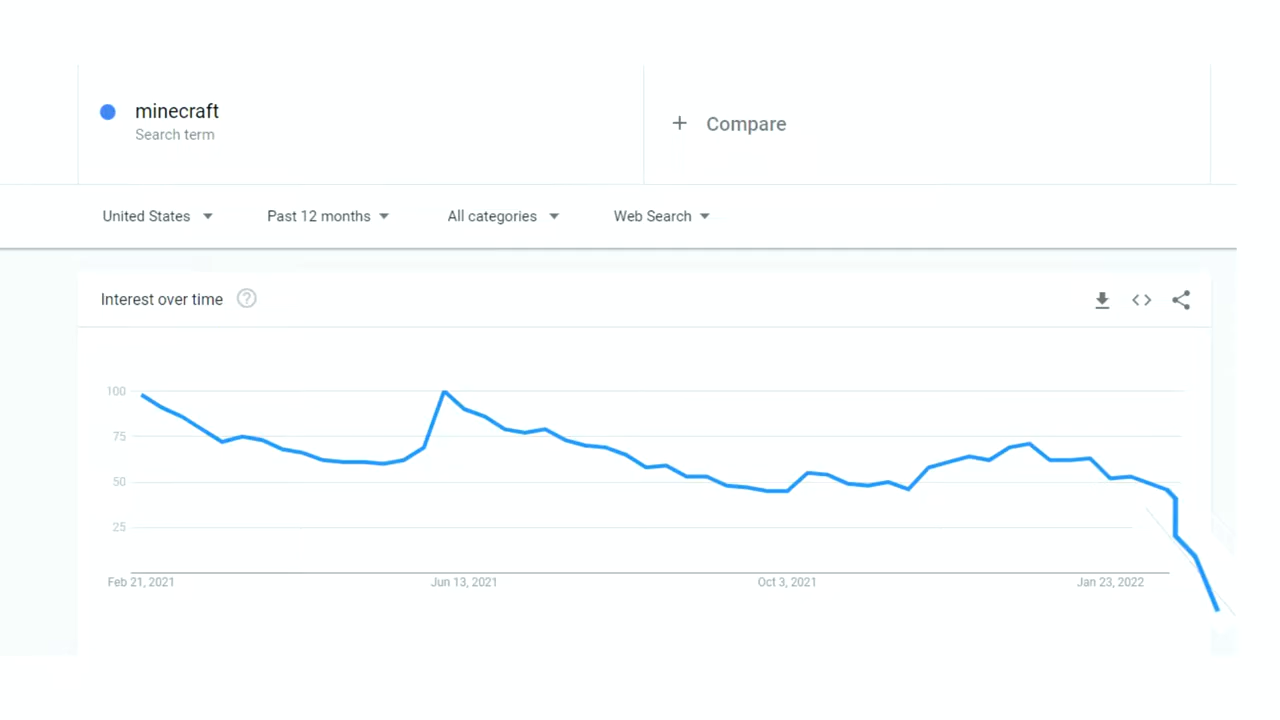 minecraft
Search term
+ Compare
United States
Past 12 months
All categories
Web Search
Interest over time ?
100
75
50
25
Feb 21, 2021
Jun 13, 2021
Oct 3, 2021
Jan 23, 2022